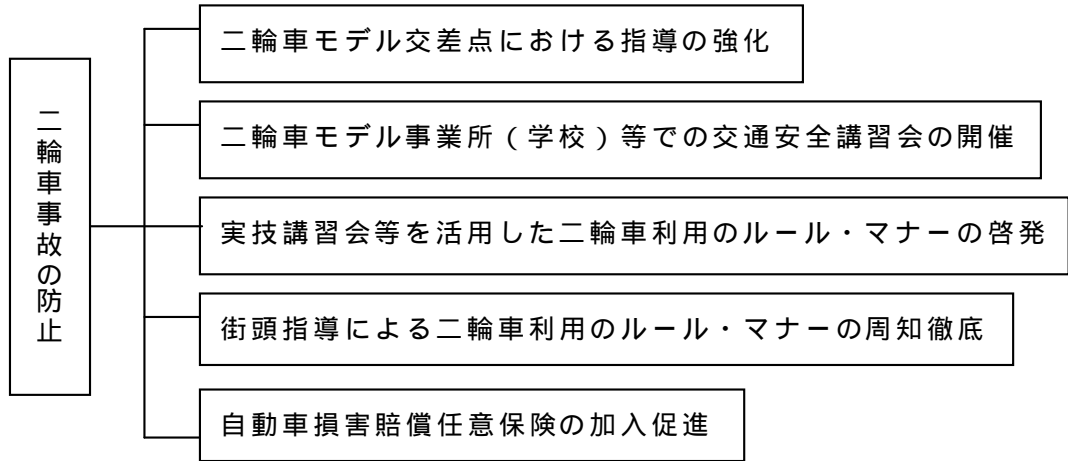 二輪車事故の防止
二輪車モデル交差点における指導の強化
二輪車モデル事業所（学校）等での交通安全講習会の開催
実技講習会等を活用した二輪車利用のルール・マナーの啓発
街頭指導による二輪車利用のルール・マナーの周知徹底
自動車損害賠償任意保険の加入促進